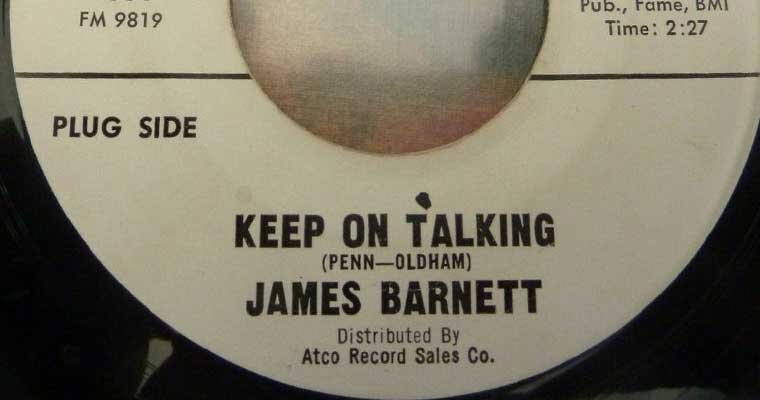 FM 9819
Pub., Fame, BMI
Time: 2:27
PLUG SIDE
KEEP ON TALKING
(PENN—OLDHAM)
JAMES BARNETT
Distributed By
Atco Record Sales Co.